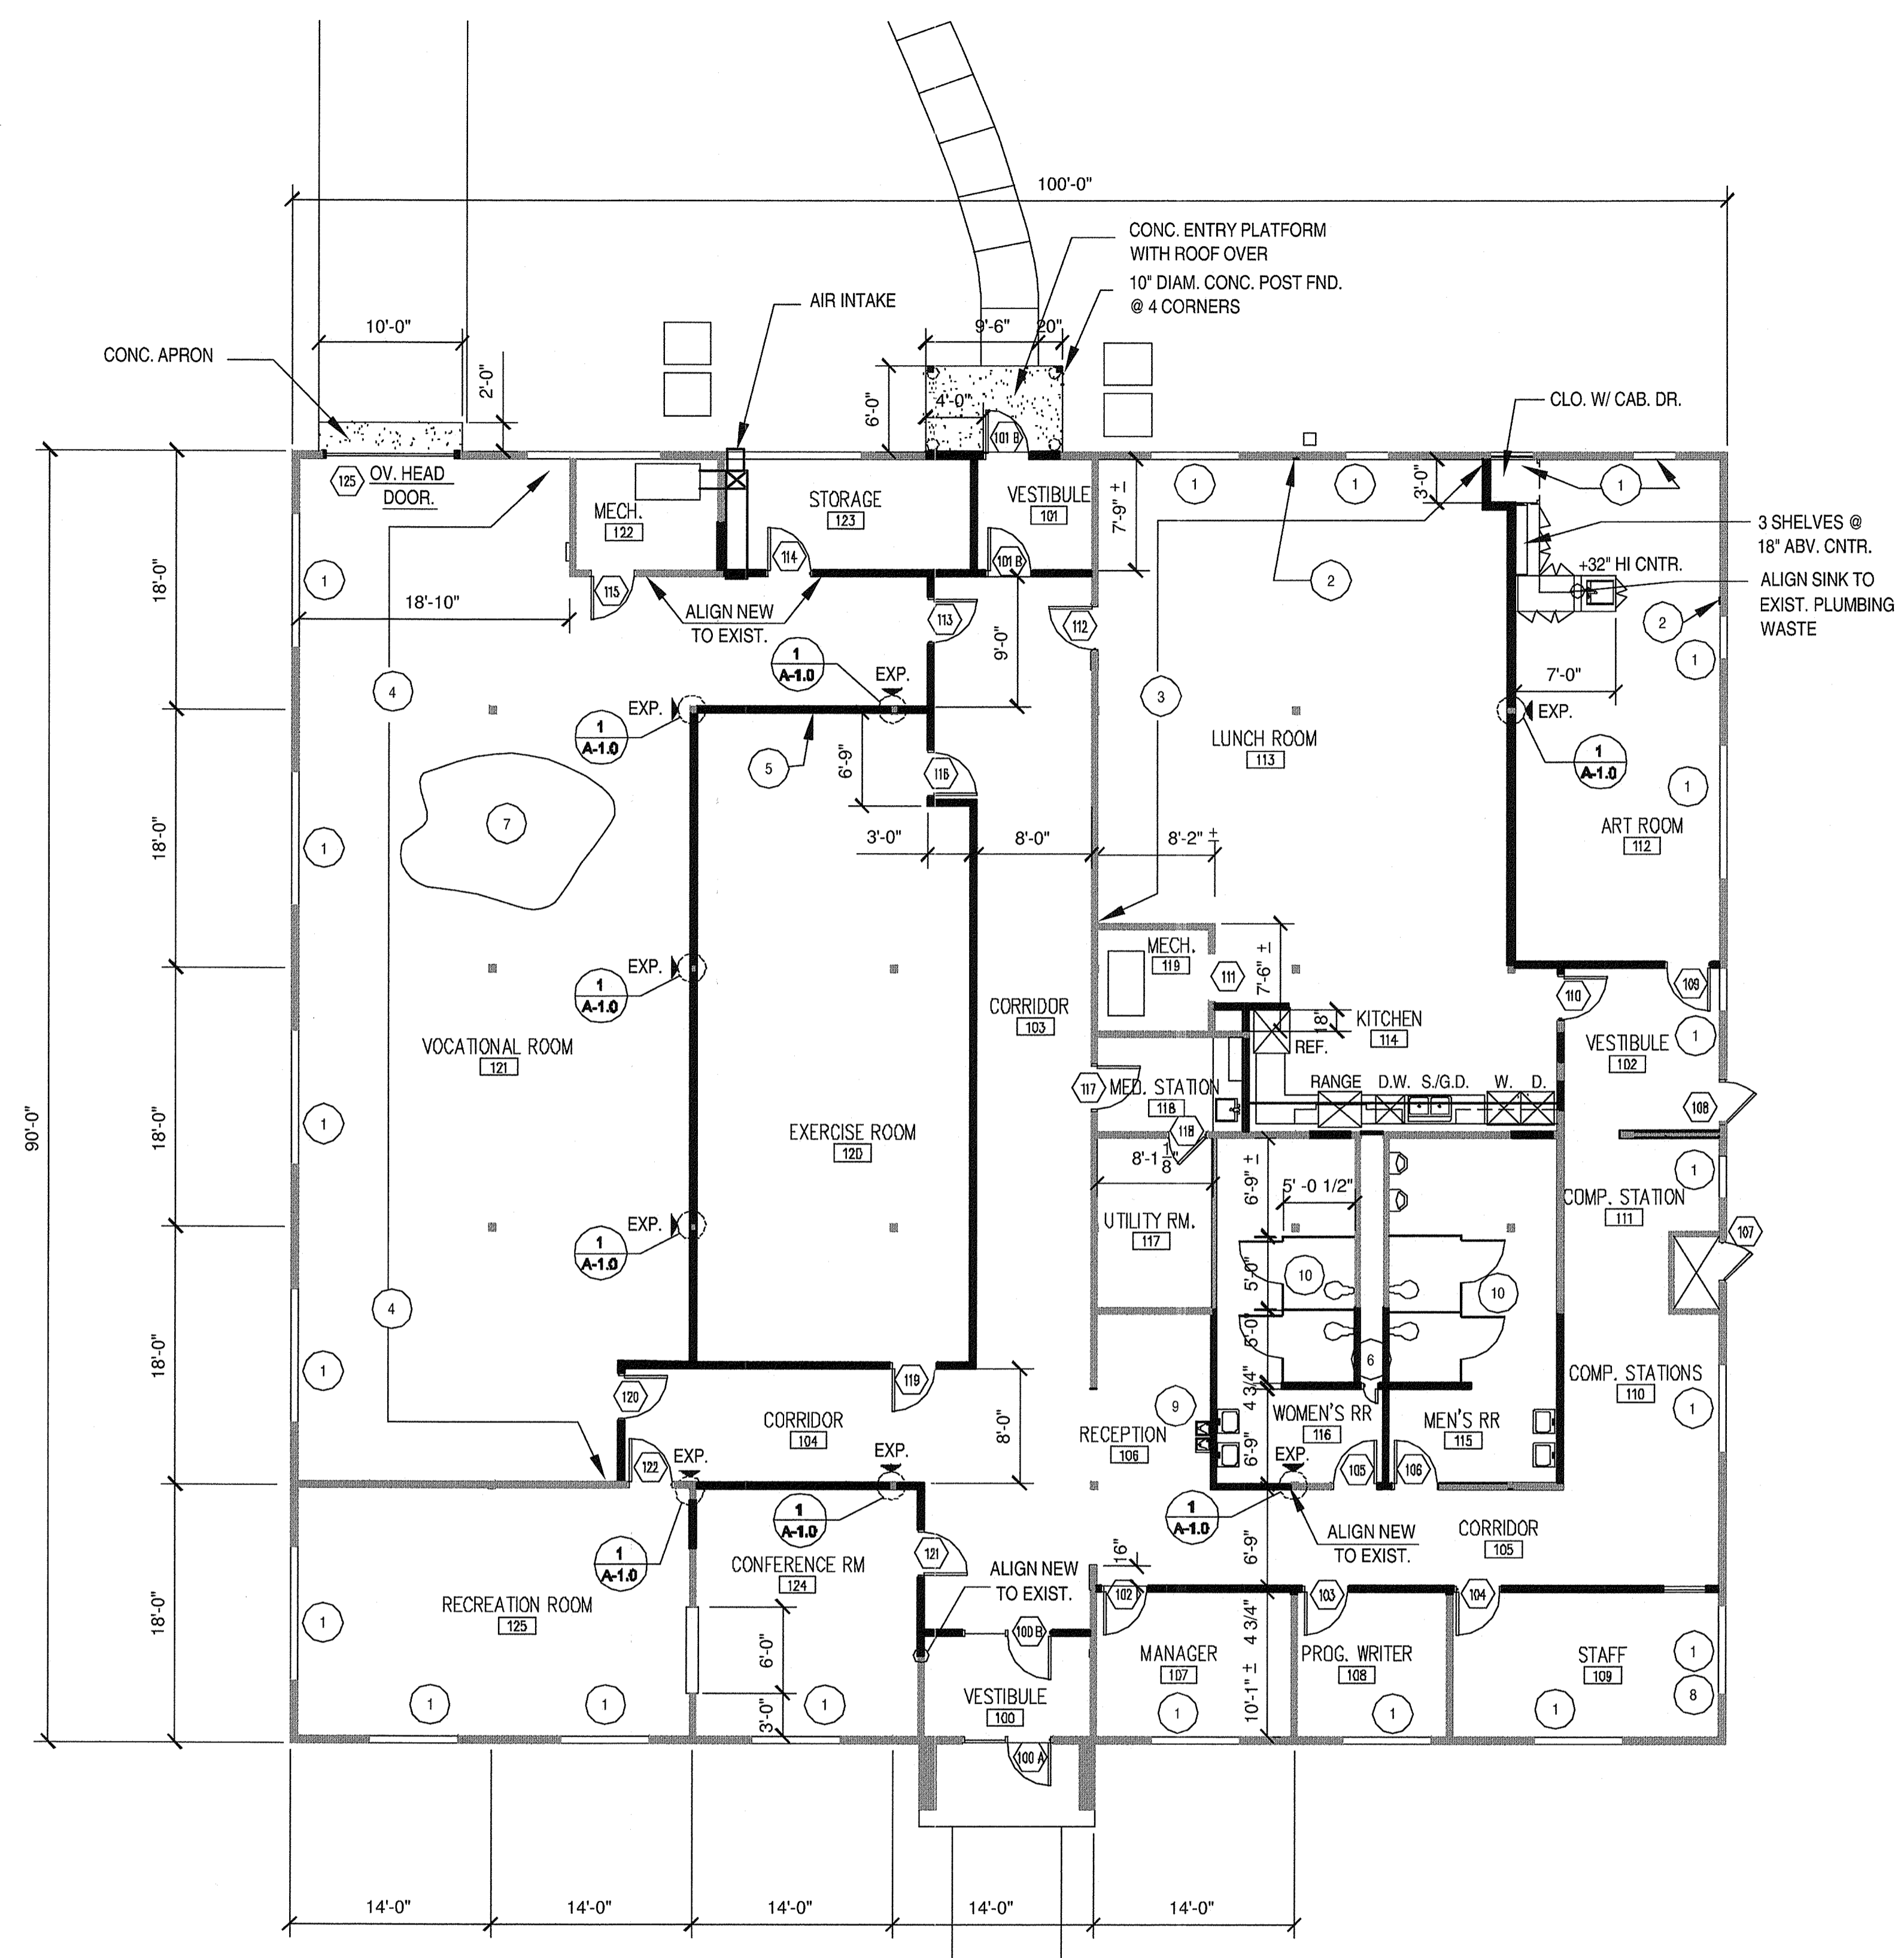 100'-0"
CONC. ENTRY PLATFORM
WITH ROOF OVER
10" DIAM. CONC. POST FND.
@ 4 CORNERS
AIR INTAKE
10'-0"
9'-6"
20"
CONC. APRON
2'-0"
6'-0"
4'-0"
CLO. W/ CAB. DR.
101 B
125
OV. HEAD
DOOR.
MECH.
122
STORAGE
123
VESTIBULE
101
7'-9" ±
1
1
3'-0"
1
3 SHELVES @
18" ABV. CNTR.
114
101 B
+32" HI CNTR.
ALIGN SINK TO
EXIST. PLUMBING
WASTE
18'-0"
1
115
2
18'-10"
ALIGN NEW
TO EXIST.
113
112
2
9'-0"
1
1
A-1.0
EXP.
4
3
7'-0"
EXP.
1
A-1.0
EXP.
LUNCH ROOM
113
1
A-1.0
5
6'-9"
116
1
7
18'-0"
1
3'-0"
8'-0"
8'-2" ±
ART ROOM
112
MECH.
119
111
7'-6" ±
EXP.
1
A-1.0
110
109
CORRIDOR
103
18"
KITCHEN
114
1
REF.
VOCATIONAL ROOM
121
VESTIBULE
102
117
MED. STATION
118
RANGE
D.W.
S./G.D.
W.
D.
108
90'-0"
18'-0"
1
EXERCISE ROOM
120
118
8'-1 1/8"
6'-9" ±
1
5' -0 1/2"
COMP. STATION
111
EXP.
1
A-1.0
UTILITY RM.
117
107
5'-0"
10
10
4
18'-0"
1
5'-0"
6
120
119
4 3/4"
COMP. STATIONS
110
1
CORRIDOR
104
8'-0"
9
RECEPTION
106
WOMEN'S RR
116
MEN'S RR
115
6'-9"
122
EXP.
EXP.
EXP.
105
106
1
A-1.0
1
A-1.0
ALIGN NEW
TO EXIST.
CORRIDOR
105
1
A-1.0
CONFERENCE RM
124
121
16"
6'-9"
ALIGN NEW
TO EXIST.
102
103
104
RECREATION ROOM
125
18'-0"
1
4 3/4"
100 B
6'-0"
MANAGER
107
PROG. WRITER
108
STAFF
109
1
8
VESTIBULE
100
10'-1" ±
1
1
3'-0"
1
1
1
1
100 A
14'-0"
14'-0"
14'-0"
14'-0"
14'-0"